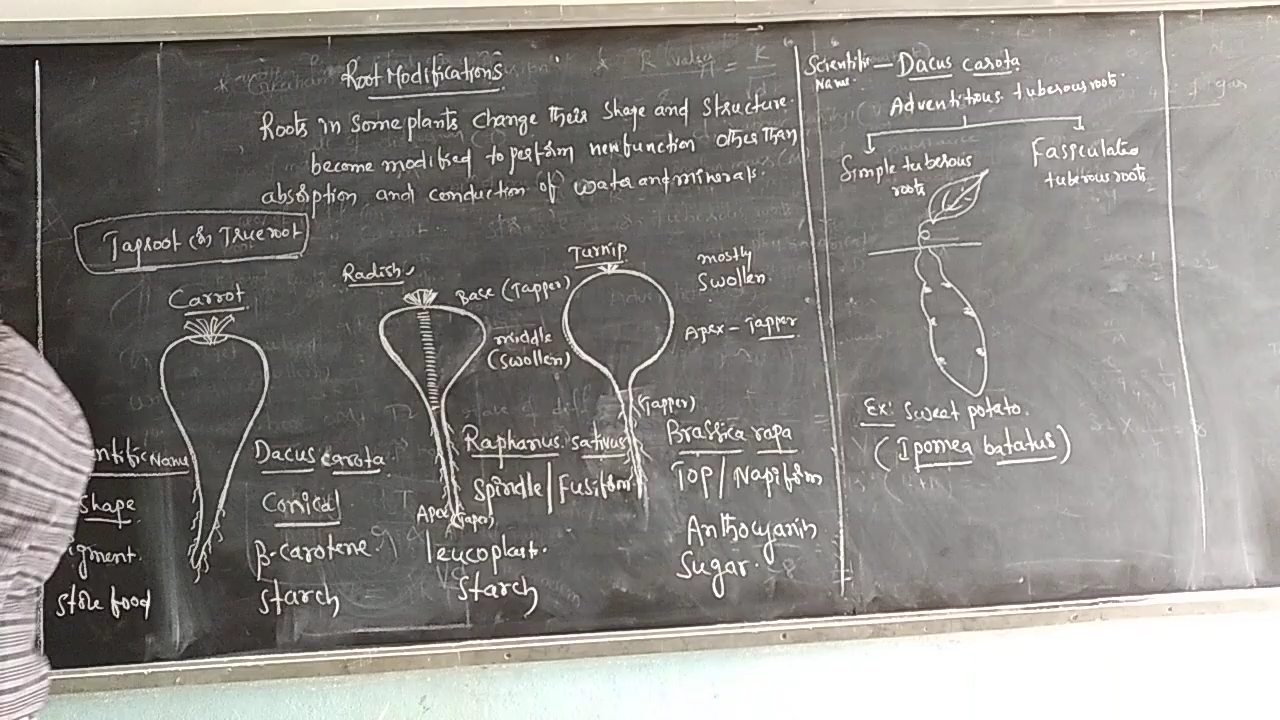 Root Modifications
Roots in some plants change their shape and structure.
become modified to perform new function other than
absorption and conduction of water and minerals.
Taproot (or) True root
Carrot
Radish
Base (Tapper)
middle
(swollen)
Apex (Taper)
Turnip
mostly
swollen
Apex - Tapper
(Tapper)
ntific Name
Dacus carota
Raphanus sativus
Brassica rapa
shape
Conical
Spindle/Fusiform
Top/Napiform
igment
β-carotene
leucoplast.
Anthocyanin
store food
starch
starch
Sugar.
Scientific Name - Dacus carota
Adventitious tuberous root.
Simple tuberous
roots
Fasciculated
tuberous roots
Ex: Sweet potato.
(Ipomea batatus)